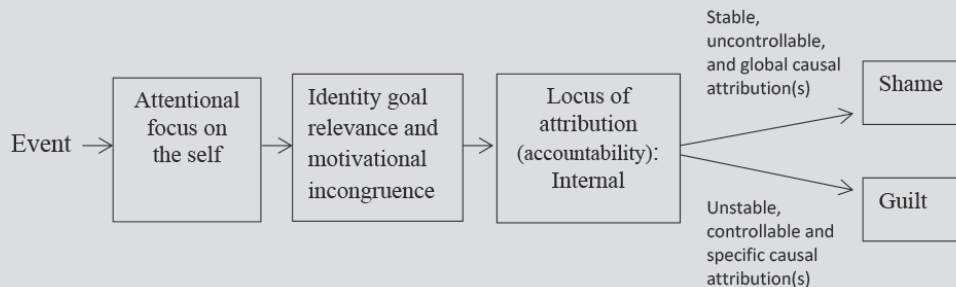 Event
Attentional
focus on
the self
Identity goal
relevance and
motivational
incongruence
Locus of
attribution
(accountability):
Internal
Stable,
uncontrollable,
and global causal
attribution(s)
Shame
Unstable,
controllable and
specific causal
attribution(s)
Guilt